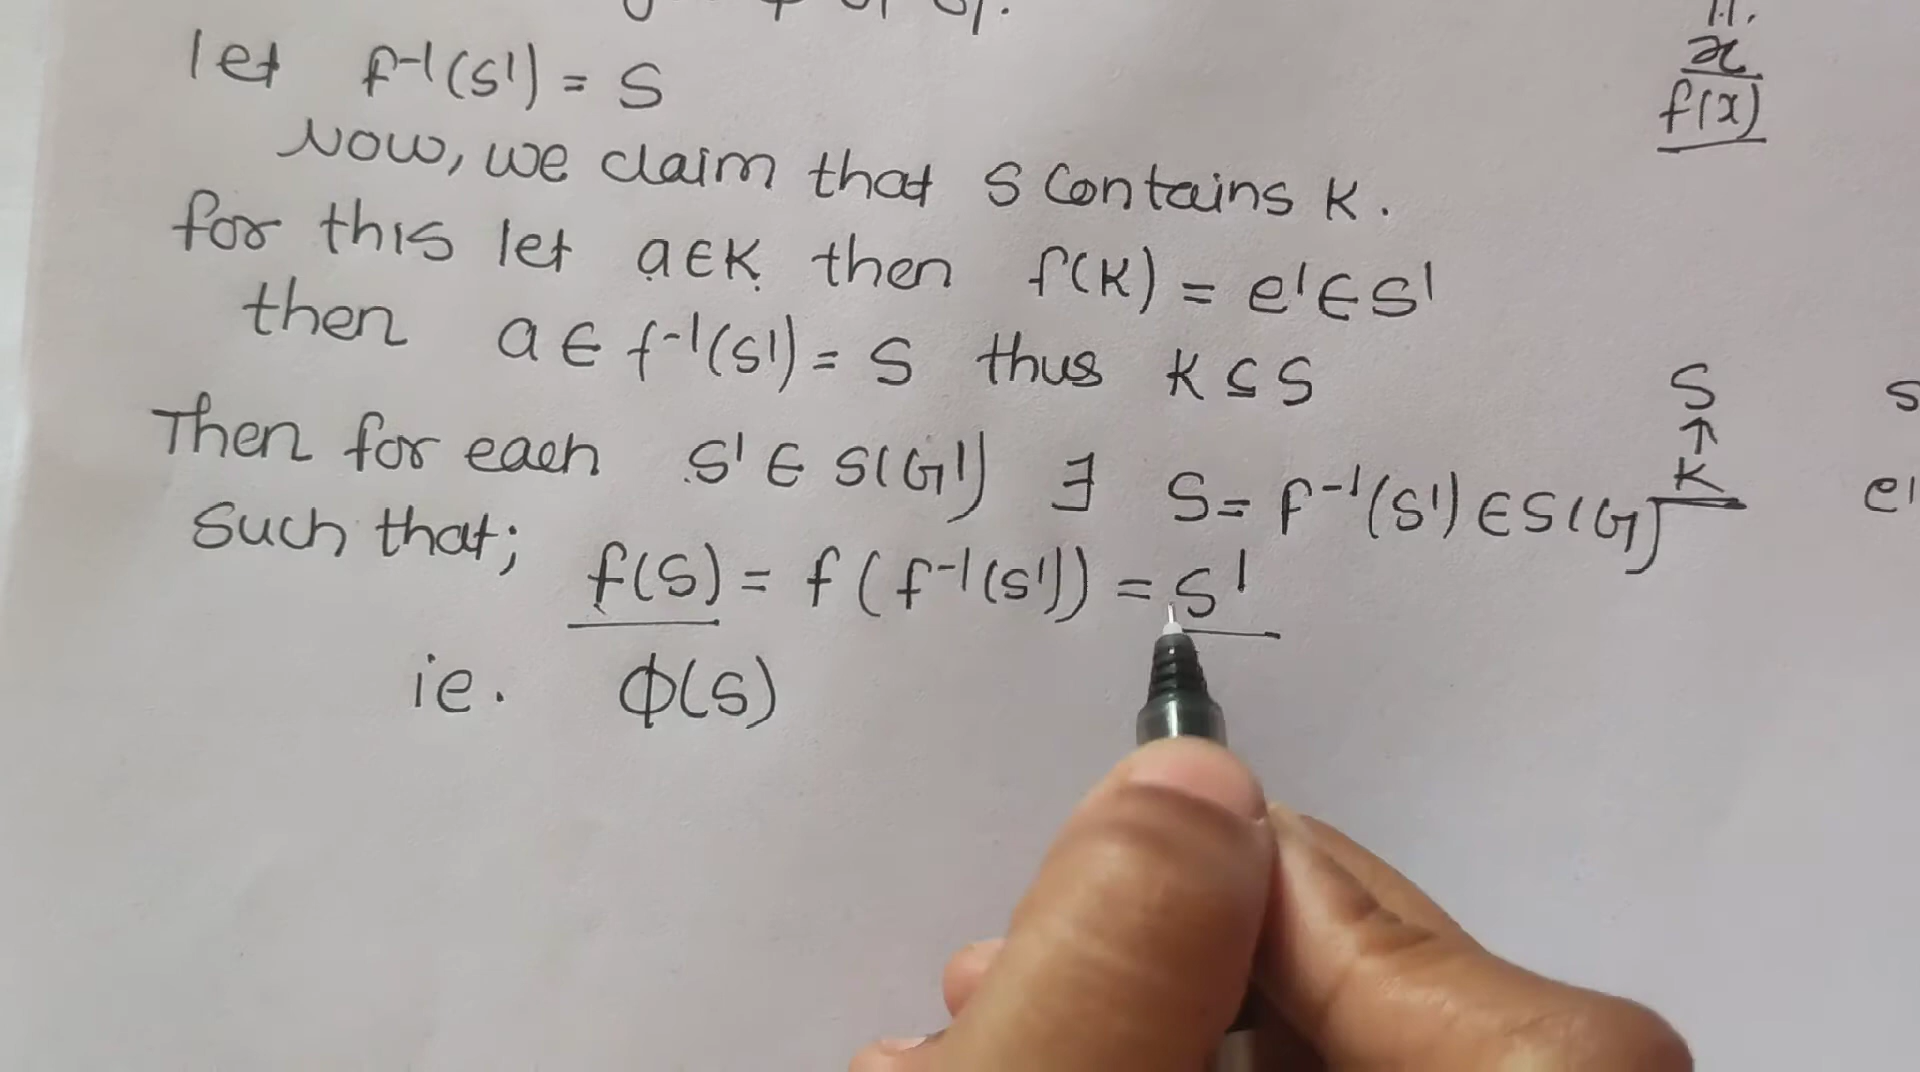 let f⁻¹(S') = S
Now, we claim that S contains K.
for this let a∈K then f(K) = e'∈S'
then a∈f⁻¹(S') = S thus K⊆S
Then for each S'∈S(G') ∃ S = f⁻¹(S')∈S(G)
such that; f(S) = f(f⁻¹(S')) = S'
ie. φ(S)
x
f(x)
S
↑
K
S
e'